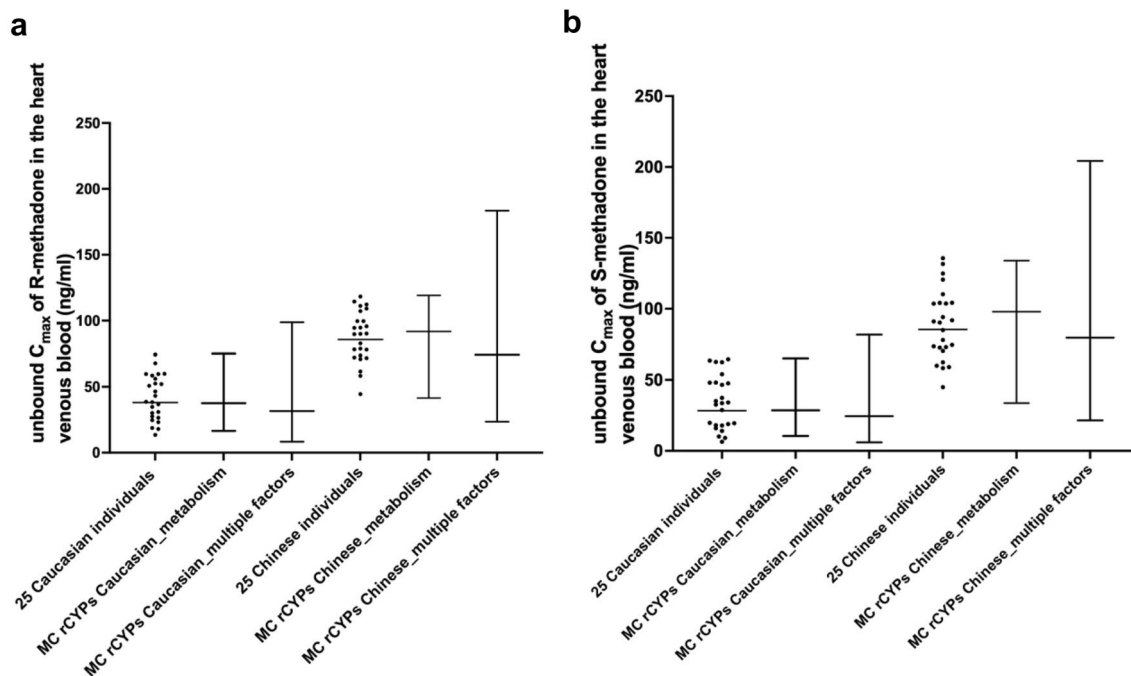 a
unbound Cmax of R-methadone in the heart
venous blood (ng/ml)
250
200
150
100
50
0
25 Caucasian individuals
MC rCYPs Caucasian_metabolism
MC rCYPs Caucasian_multiple factors
25 Chinese individuals
MC rCYPs Chinese_metabolism
MC rCYPs Chinese_multiple factors
b
unbound Cmax of S-methadone in the heart
venous blood (ng/ml)
250
200
150
100
50
0
25 Caucasian individuals
MC rCYPs Caucasian_metabolism
MC rCYPs Caucasian_multiple factors
25 Chinese individuals
MC rCYPs Chinese_metabolism
MC rCYPs Chinese_multiple factors